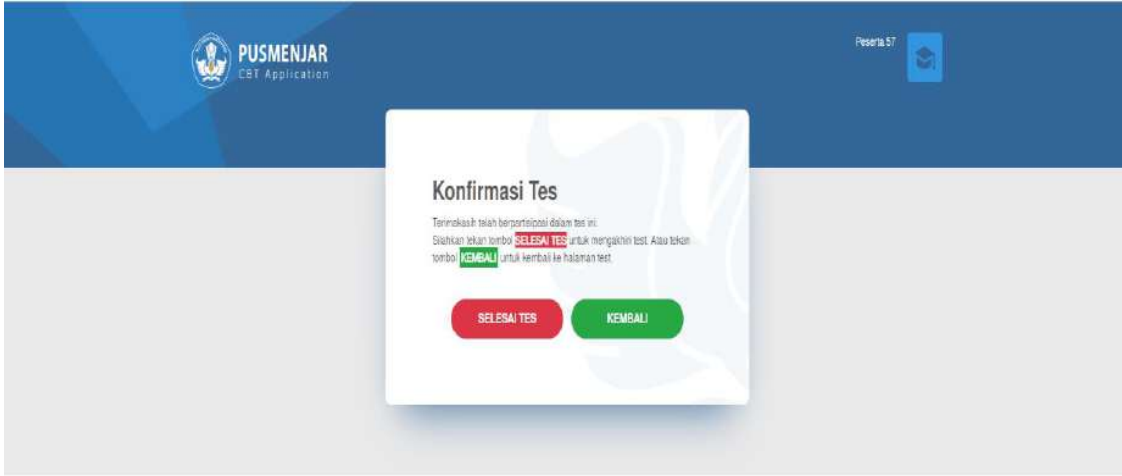 PUSMENJAR
CBT Application
Peserta 57
Konfirmasi Tes
Terimakasih telah berpartisipasi dalam tes ini.
Silahkan tekan tombol SELESAI TES untuk mengakhiri test. Atau tekan
tombol KEMBALI untuk kembali ke halaman test.
SELESAI TES
KEMBALI